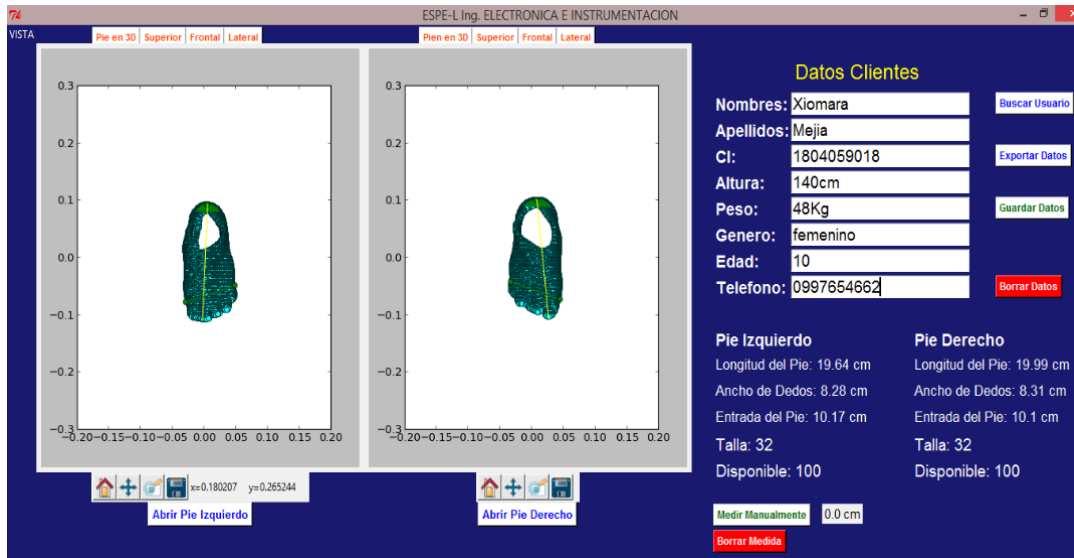 ESPE-L Ing. ELECTRONICA E INSTRUMENTACION
VISTA
Pie en 3D Superior Frontal Lateral
Pien en 3D Superior Frontal Lateral
0.3
0.2
0.1
0.0
−0.1
−0.2
−0.3
−0.20 −0.15 −0.10 −0.05 0.00 0.05 0.10 0.15 0.20
0.3
0.2
0.1
0.0
−0.1
−0.2
−0.3
−0.20 −0.15 −0.10 −0.05 0.00 0.05 0.10 0.15 0.20
x=0.180207 y=0.265244
Abrir Pie Izquierdo
Abrir Pie Derecho
Datos Clientes
Nombres: Xiomara
Buscar Usuario
Apellidos: Mejia
CI: 1804059018
Exportar Datos
Altura: 140cm
Peso: 48Kg
Guardar Datos
Genero: femenino
Edad: 10
Telefono: 0997654662
Borrar Datos
Pie Izquierdo
Longitud del Pie: 19.64 cm
Ancho de Dedos: 8.28 cm
Entrada del Pie: 10.17 cm
Talla: 32
Disponible: 100
Pie Derecho
Longitud del Pie: 19.99 cm
Ancho de Dedos: 8.31 cm
Entrada del Pie: 10.1 cm
Talla: 32
Disponible: 100
Medir Manualmente 0.0 cm
Borrar Medida